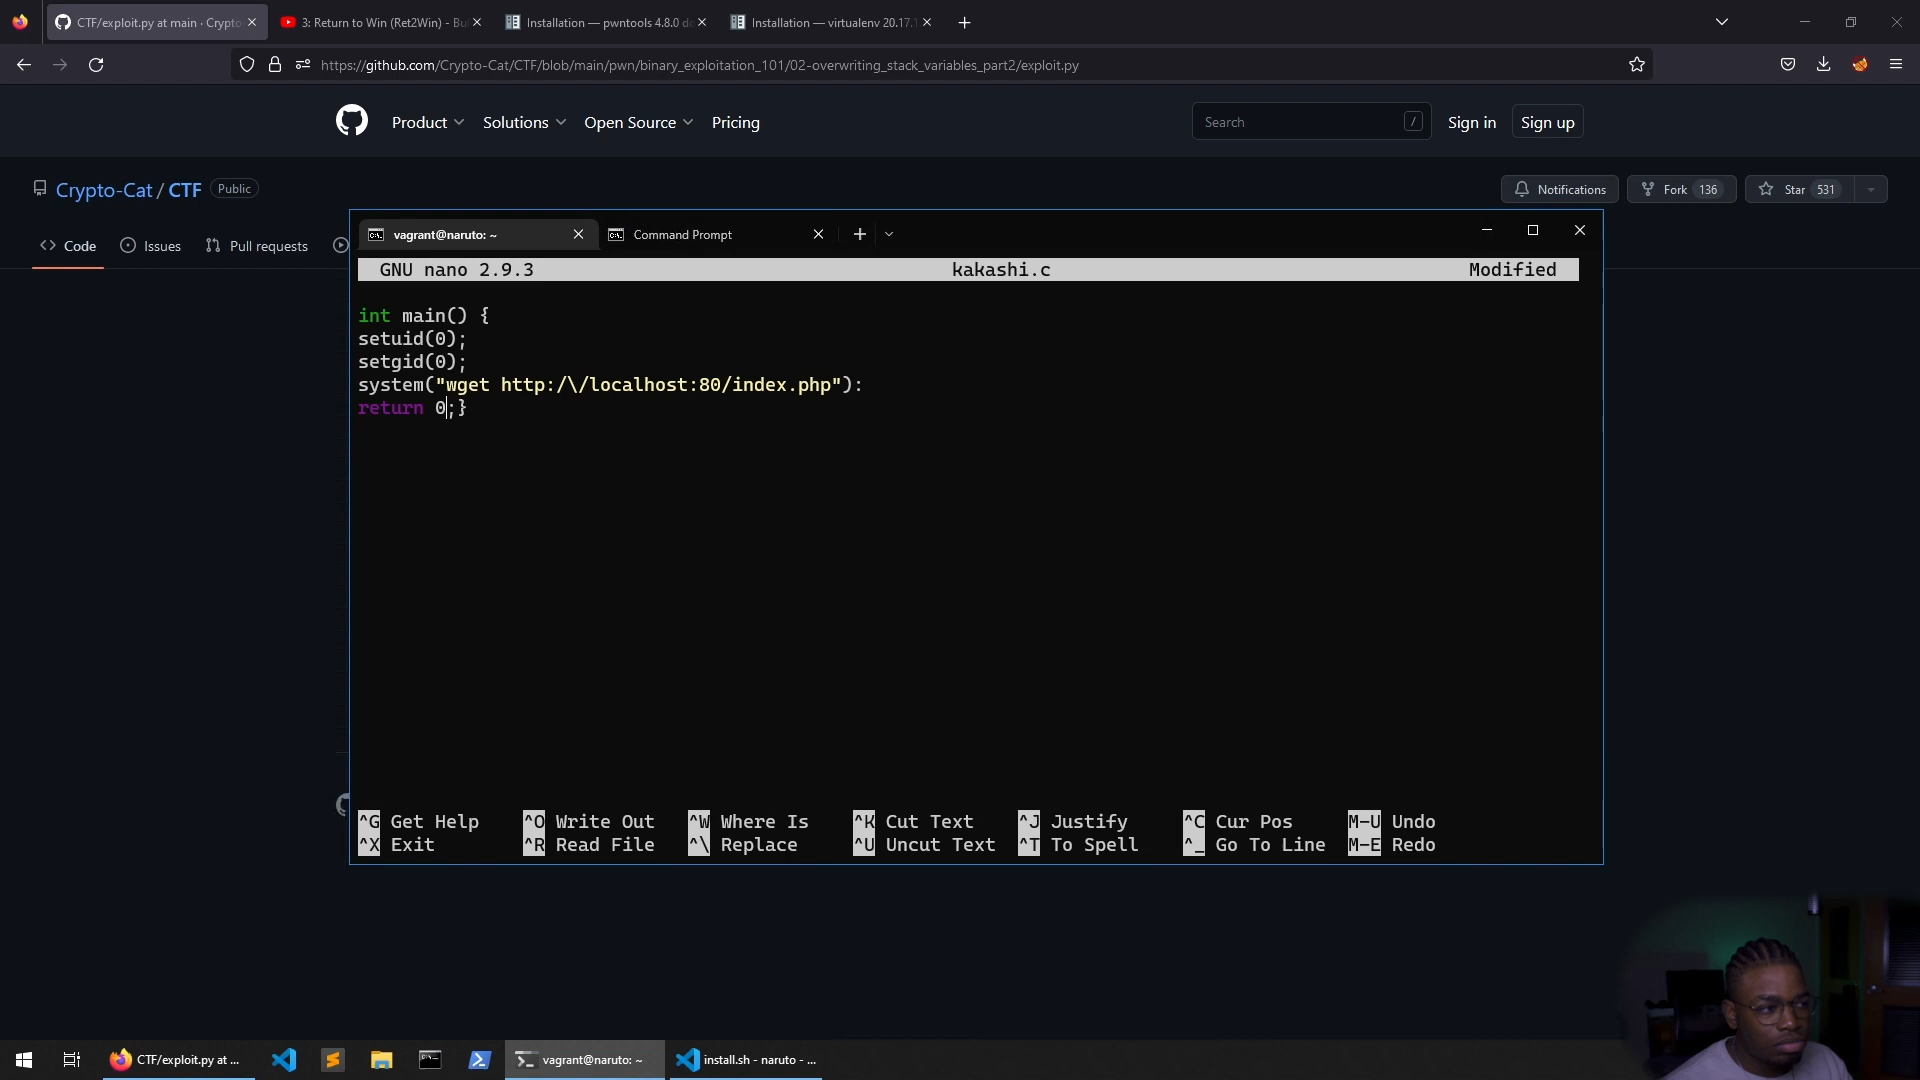 CTF/exploit.py at main · Crypto
3: Return to Win (Ret2Win) - Bu
Installation — pwntools 4.8.0 do
Installation — virtualenv 20.17.1
https://github.com/Crypto-Cat/CTF/blob/main/pwn/binary_exploitation_101/02-overwriting_stack_variables_part2/exploit.py
Product Solutions Open Source Pricing
Search /
Sign in Sign up
Crypto-Cat / CTF Public
Notifications Fork 136 Star 531
Code Issues Pull requests
vagrant@naruto: ~
Command Prompt
GNU nano 2.9.3 kakashi.c Modified
int main() {
setuid(0);
setgid(0);
system("wget http:/\/localhost:80/index.php"):
return 0;}
^G Get Help ^O Write Out ^W Where Is ^K Cut Text ^J Justify ^C Cur Pos M-U Undo
^X Exit ^R Read File ^\ Replace ^U Uncut Text ^T To Spell ^_ Go To Line M-E Redo
CTF/exploit.py at ...
vagrant@naruto: ~
install.sh - naruto - ...